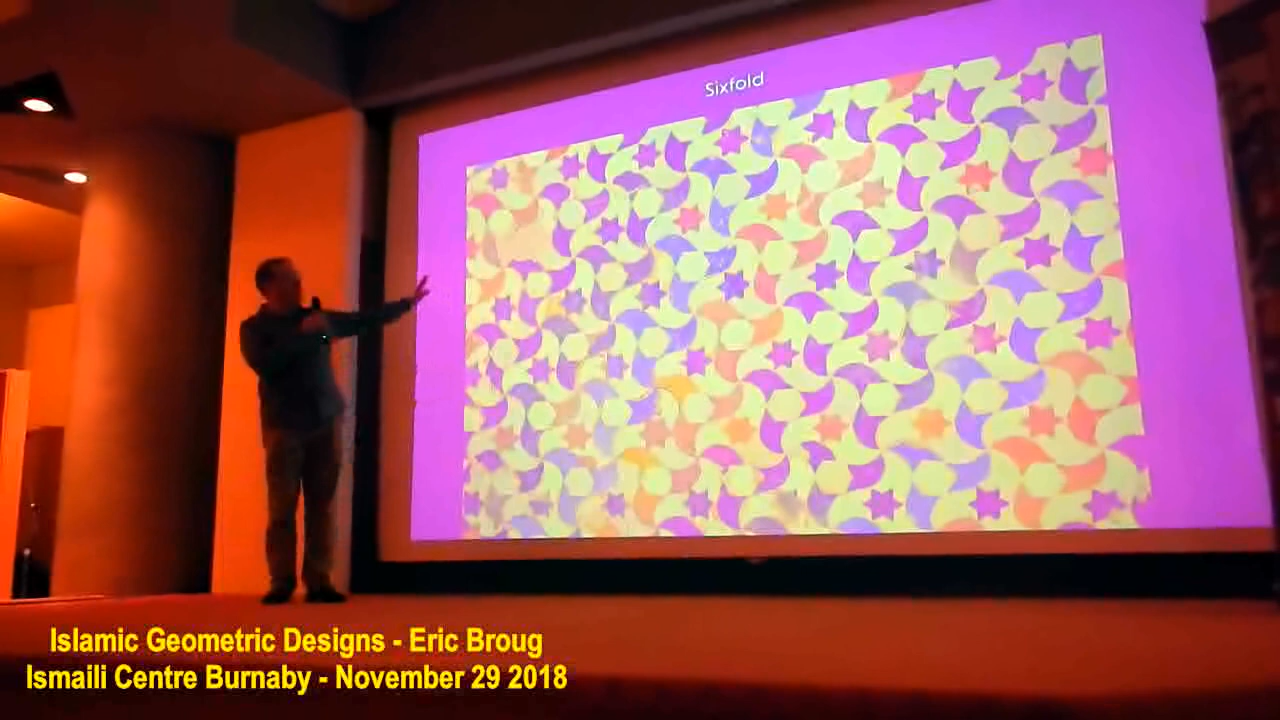 Sixfold
Islamic Geometric Designs - Eric Broug
Ismaili Centre Burnaby - November 29 2018